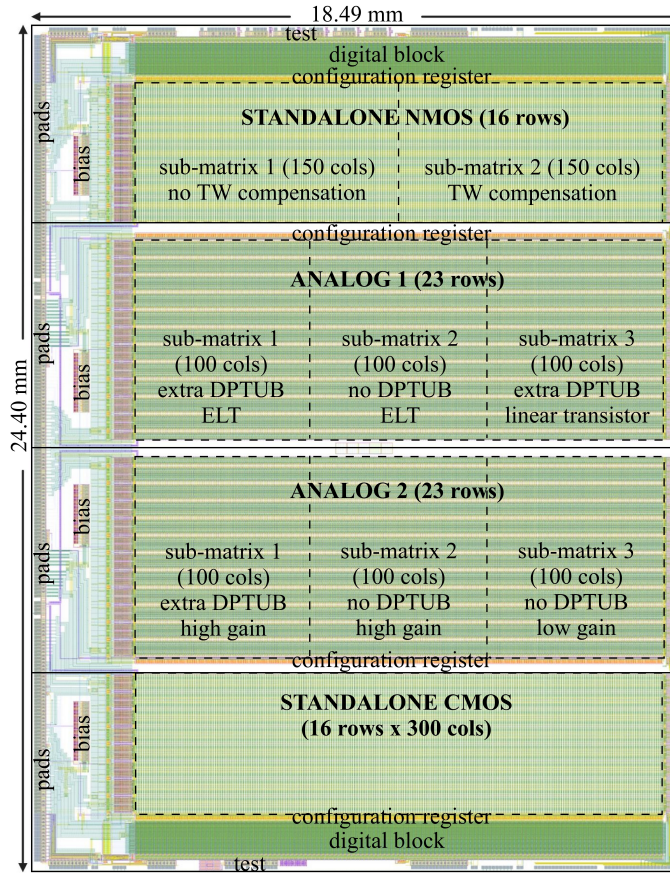 18.49 mm
test
digital block
configuration register
pads
bias
STANDALONE NMOS (16 rows)
sub-matrix 1 (150 cols)
no TW compensation
sub-matrix 2 (150 cols)
TW compensation
24.40 mm
configuration register
pads
bias
ANALOG 1 (23 rows)
sub-matrix 1
(100 cols)
extra DPTUB
ELT
sub-matrix 2
(100 cols)
no DPTUB
ELT
sub-matrix 3
(100 cols)
extra DPTUB
linear transistor
pads
bias
ANALOG 2 (23 rows)
sub-matrix 1
(100 cols)
extra DPTUB
high gain
sub-matrix 2
(100 cols)
no DPTUB
high gain
sub-matrix 3
(100 cols)
no DPTUB
low gain
configuration register
pads
bias
STANDALONE CMOS
(16 rows x 300 cols)
configuration register
digital block
test